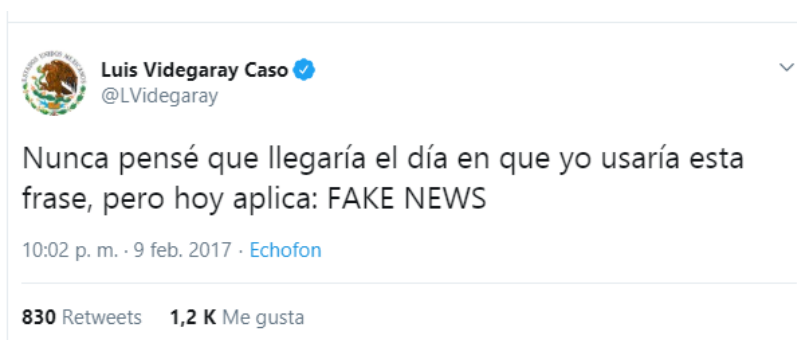 Luis Videgaray Caso
@LVidegaray
Nunca pensé que llegaría el día en que yo usaría esta
frase, pero hoy aplica: FAKE NEWS
10:02 p. m. · 9 feb. 2017 · Echofon
830 Retweets 1,2 K Me gusta